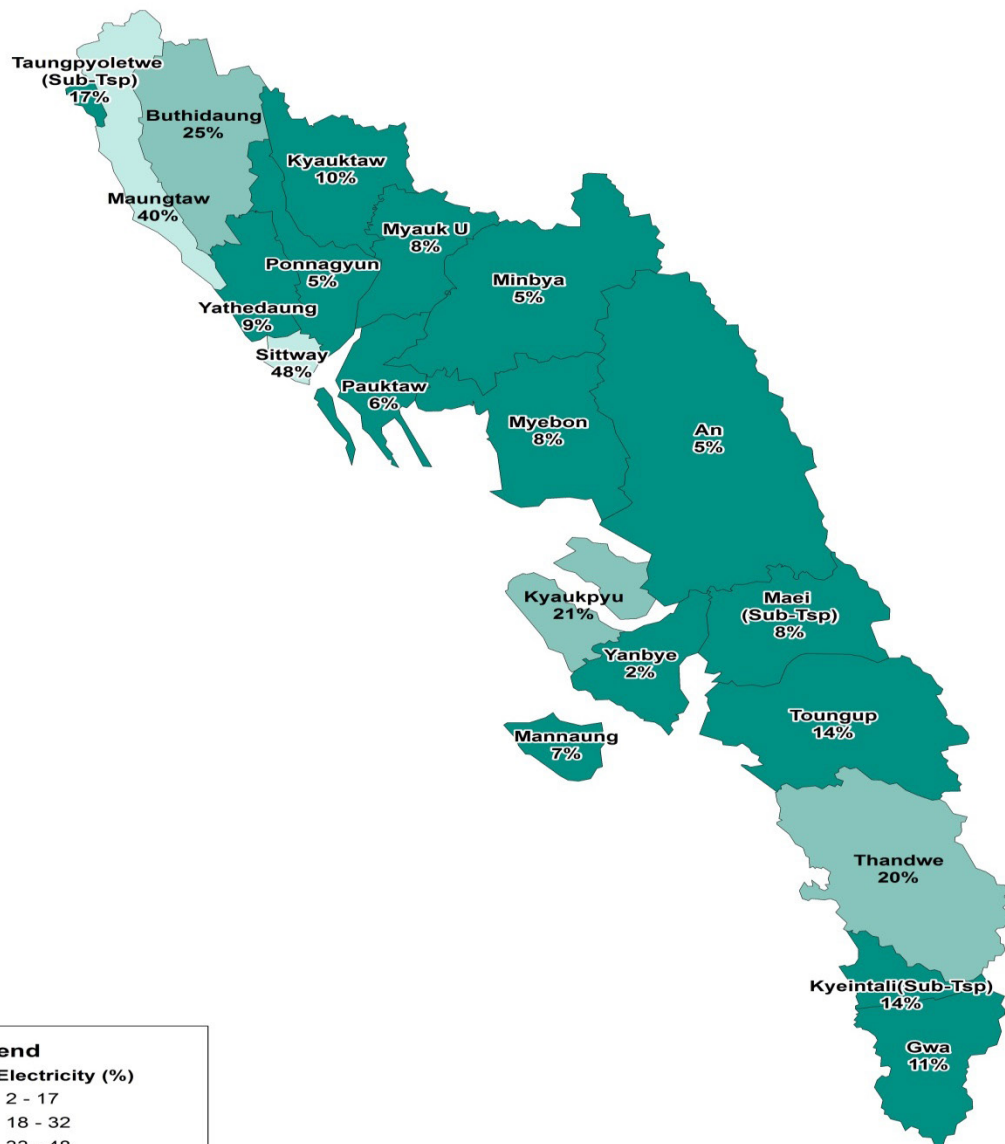 Taungpyoletwe
(Sub-Tsp)
17%
Buthidaung
25%
Kyauktaw
10%
Maungtaw
40%
Myauk U
8%
Ponnagyun
5%
Minbya
5%
Yathedaung
9%
Sittway
48%
Pauktaw
6%
Myebon
8%
An
5%
Kyaukpyu
21%
Maei
(Sub-Tsp)
8%
Yanbye
2%
Toungup
14%
Mannaung
7%
Thandwe
20%
Kyeintali(Sub-Tsp)
14%
Gwa
11%
end
Electricity (%)
2 - 17
18 - 32
33 - 48